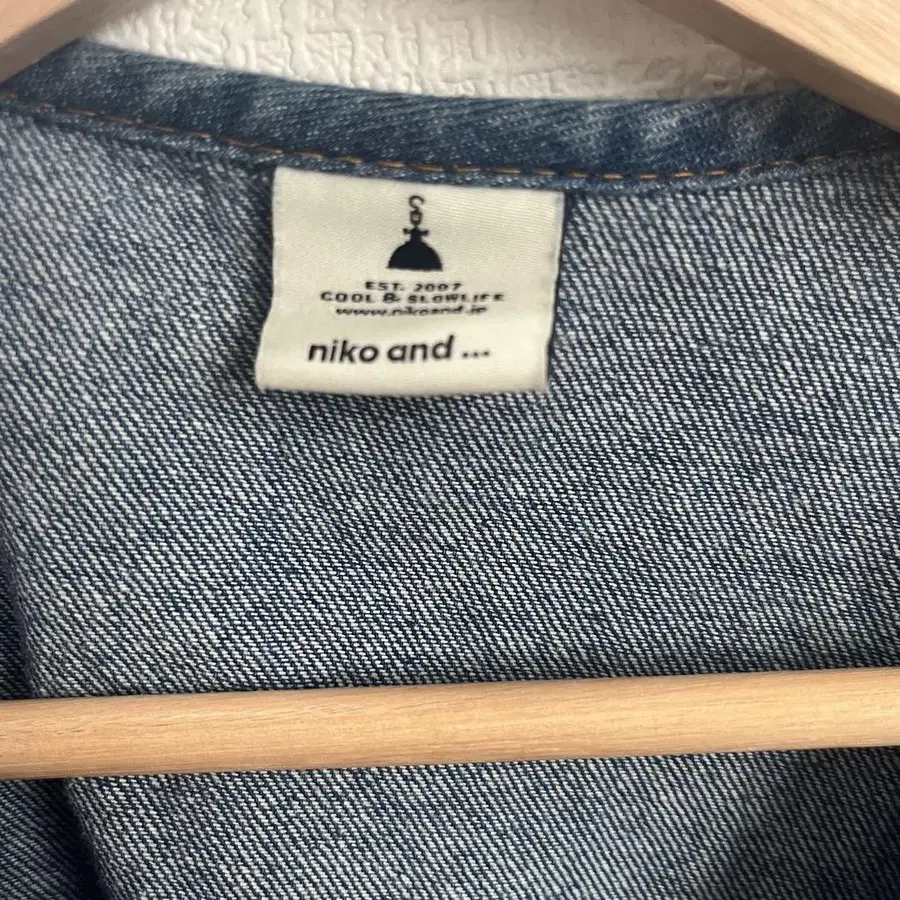 EST. 2007
COOL & SLOWLIFE
www.nikoand.jp
niko and ...